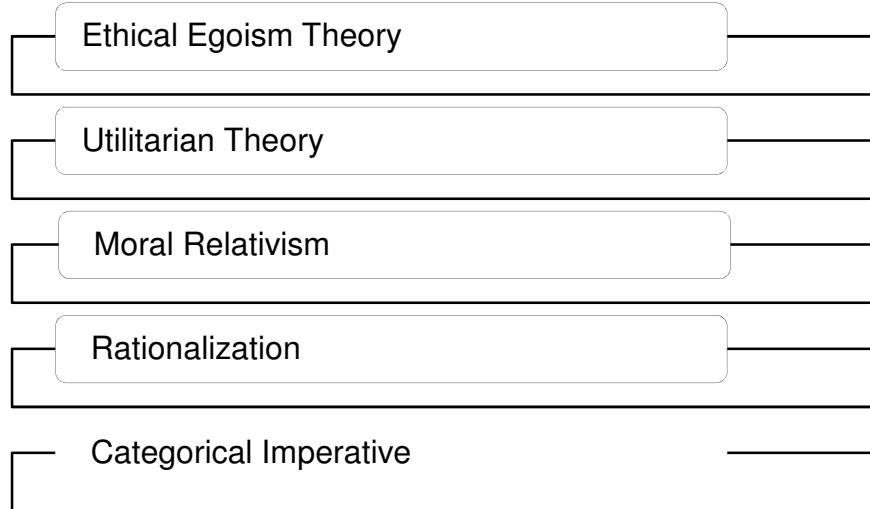 Ethical Egoism Theory
Utilitarian Theory
Moral Relativism
Rationalization
Categorical Imperative